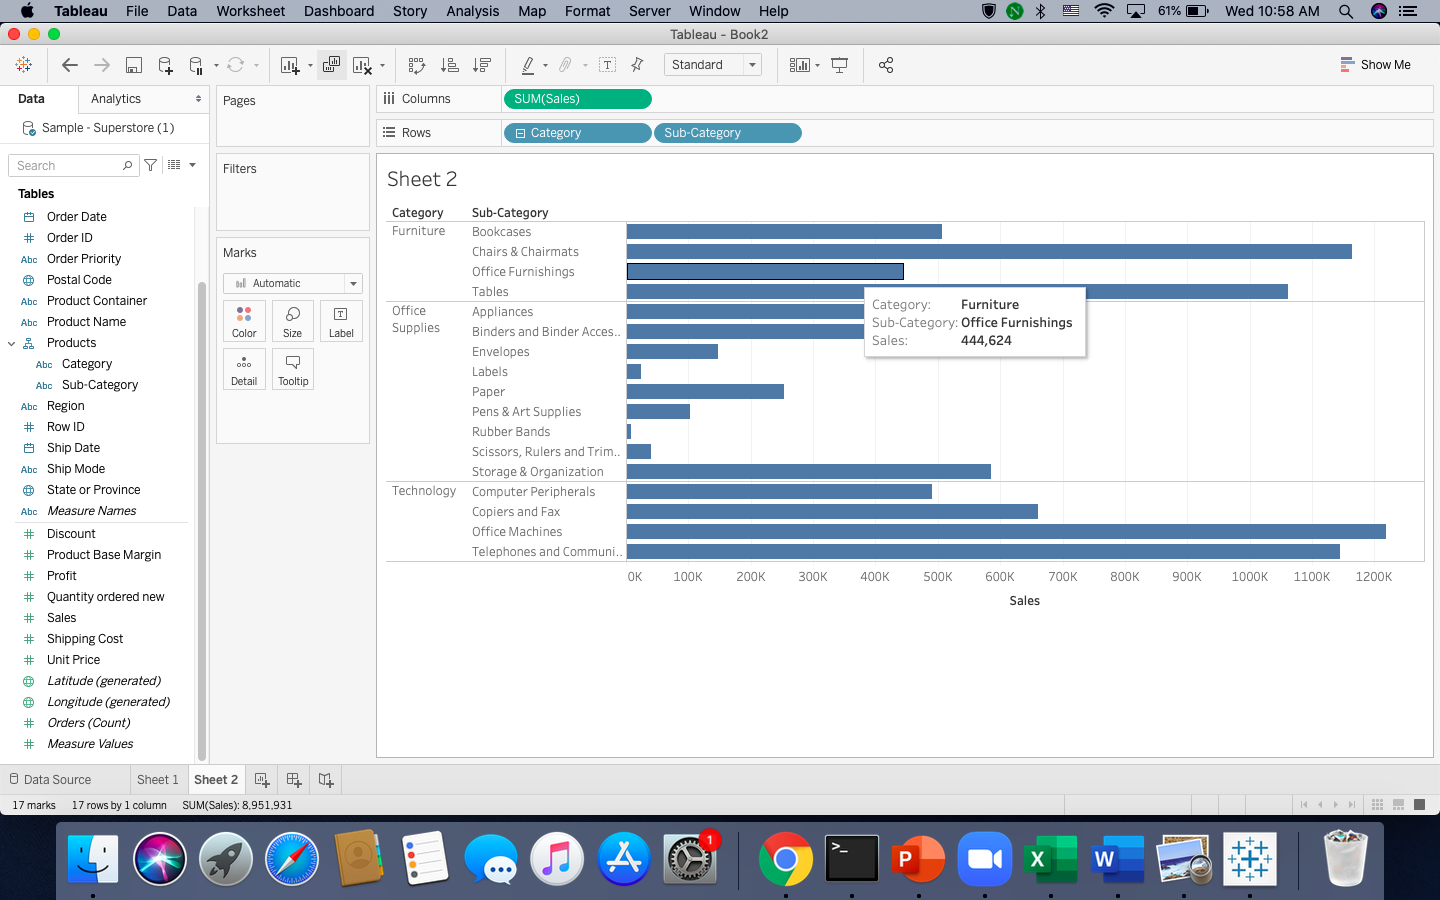 Tableau File Data Worksheet Dashboard Story Analysis Map Format Server Window Help 61% Wed 10:58 AM
Tableau - Book2
Standard Show Me
Data Analytics
Sample - Superstore (1)
Search
Tables
Order Date
Order ID
Abc Order Priority
Postal Code
Abc Product Container
Abc Product Name
Products
Abc Category
Abc Sub-Category
Abc Region
Row ID
Ship Date
Abc Ship Mode
State or Province
Abc Measure Names
Discount
Product Base Margin
Profit
Quantity ordered new
Sales
Shipping Cost
Unit Price
Latitude (generated)
Longitude (generated)
Orders (Count)
Measure Values
Pages
Filters
Marks
Automatic
Color Size Label
Detail Tooltip
Columns SUM(Sales)
Rows Category Sub-Category
Sheet 2
Category Sub-Category
Furniture Bookcases
Chairs & Chairmats
Office Furnishings
Tables
Office Supplies Appliances
Binders and Binder Acces..
Envelopes
Labels
Paper
Pens & Art Supplies
Rubber Bands
Scissors, Rulers and Trim..
Storage & Organization
Technology Computer Peripherals
Copiers and Fax
Office Machines
Telephones and Communi..
0K 100K 200K 300K 400K 500K 600K 700K 800K 900K 1000K 1100K 1200K
Sales
Category: Furniture
Sub-Category: Office Furnishings
Sales: 444,624
Data Source Sheet 1 Sheet 2
17 marks 17 rows by 1 column SUM(Sales): 8,951,931
1
>_ P X W